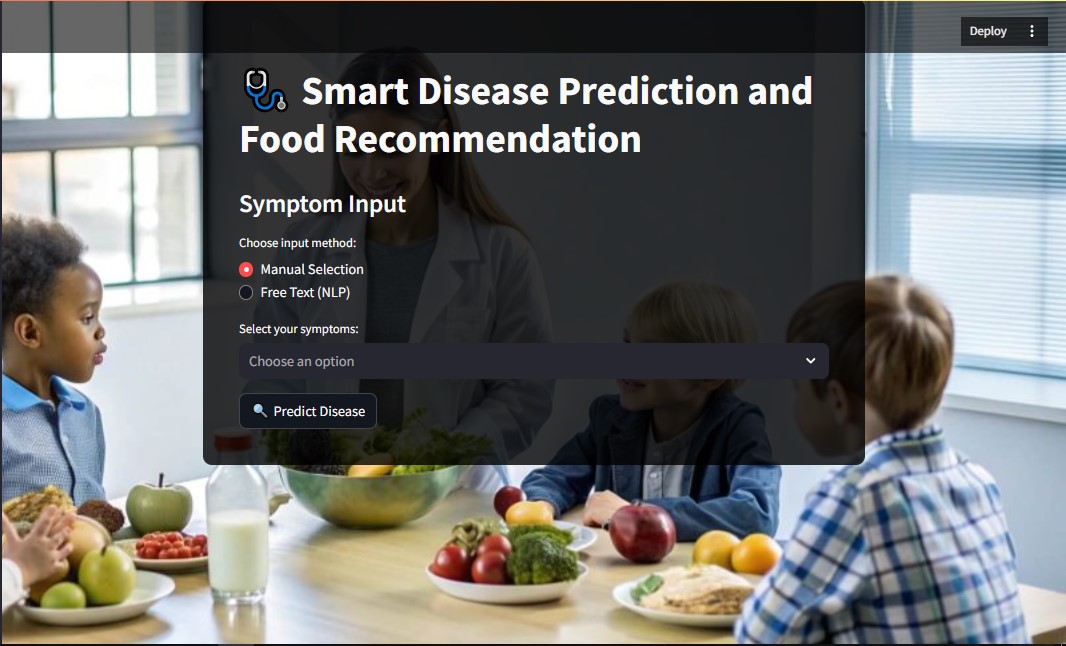 Deploy
Smart Disease Prediction and
Food Recommendation
Symptom Input
Choose input method:
Manual Selection
Free Text (NLP)
Select your symptoms:
Choose an option
Predict Disease